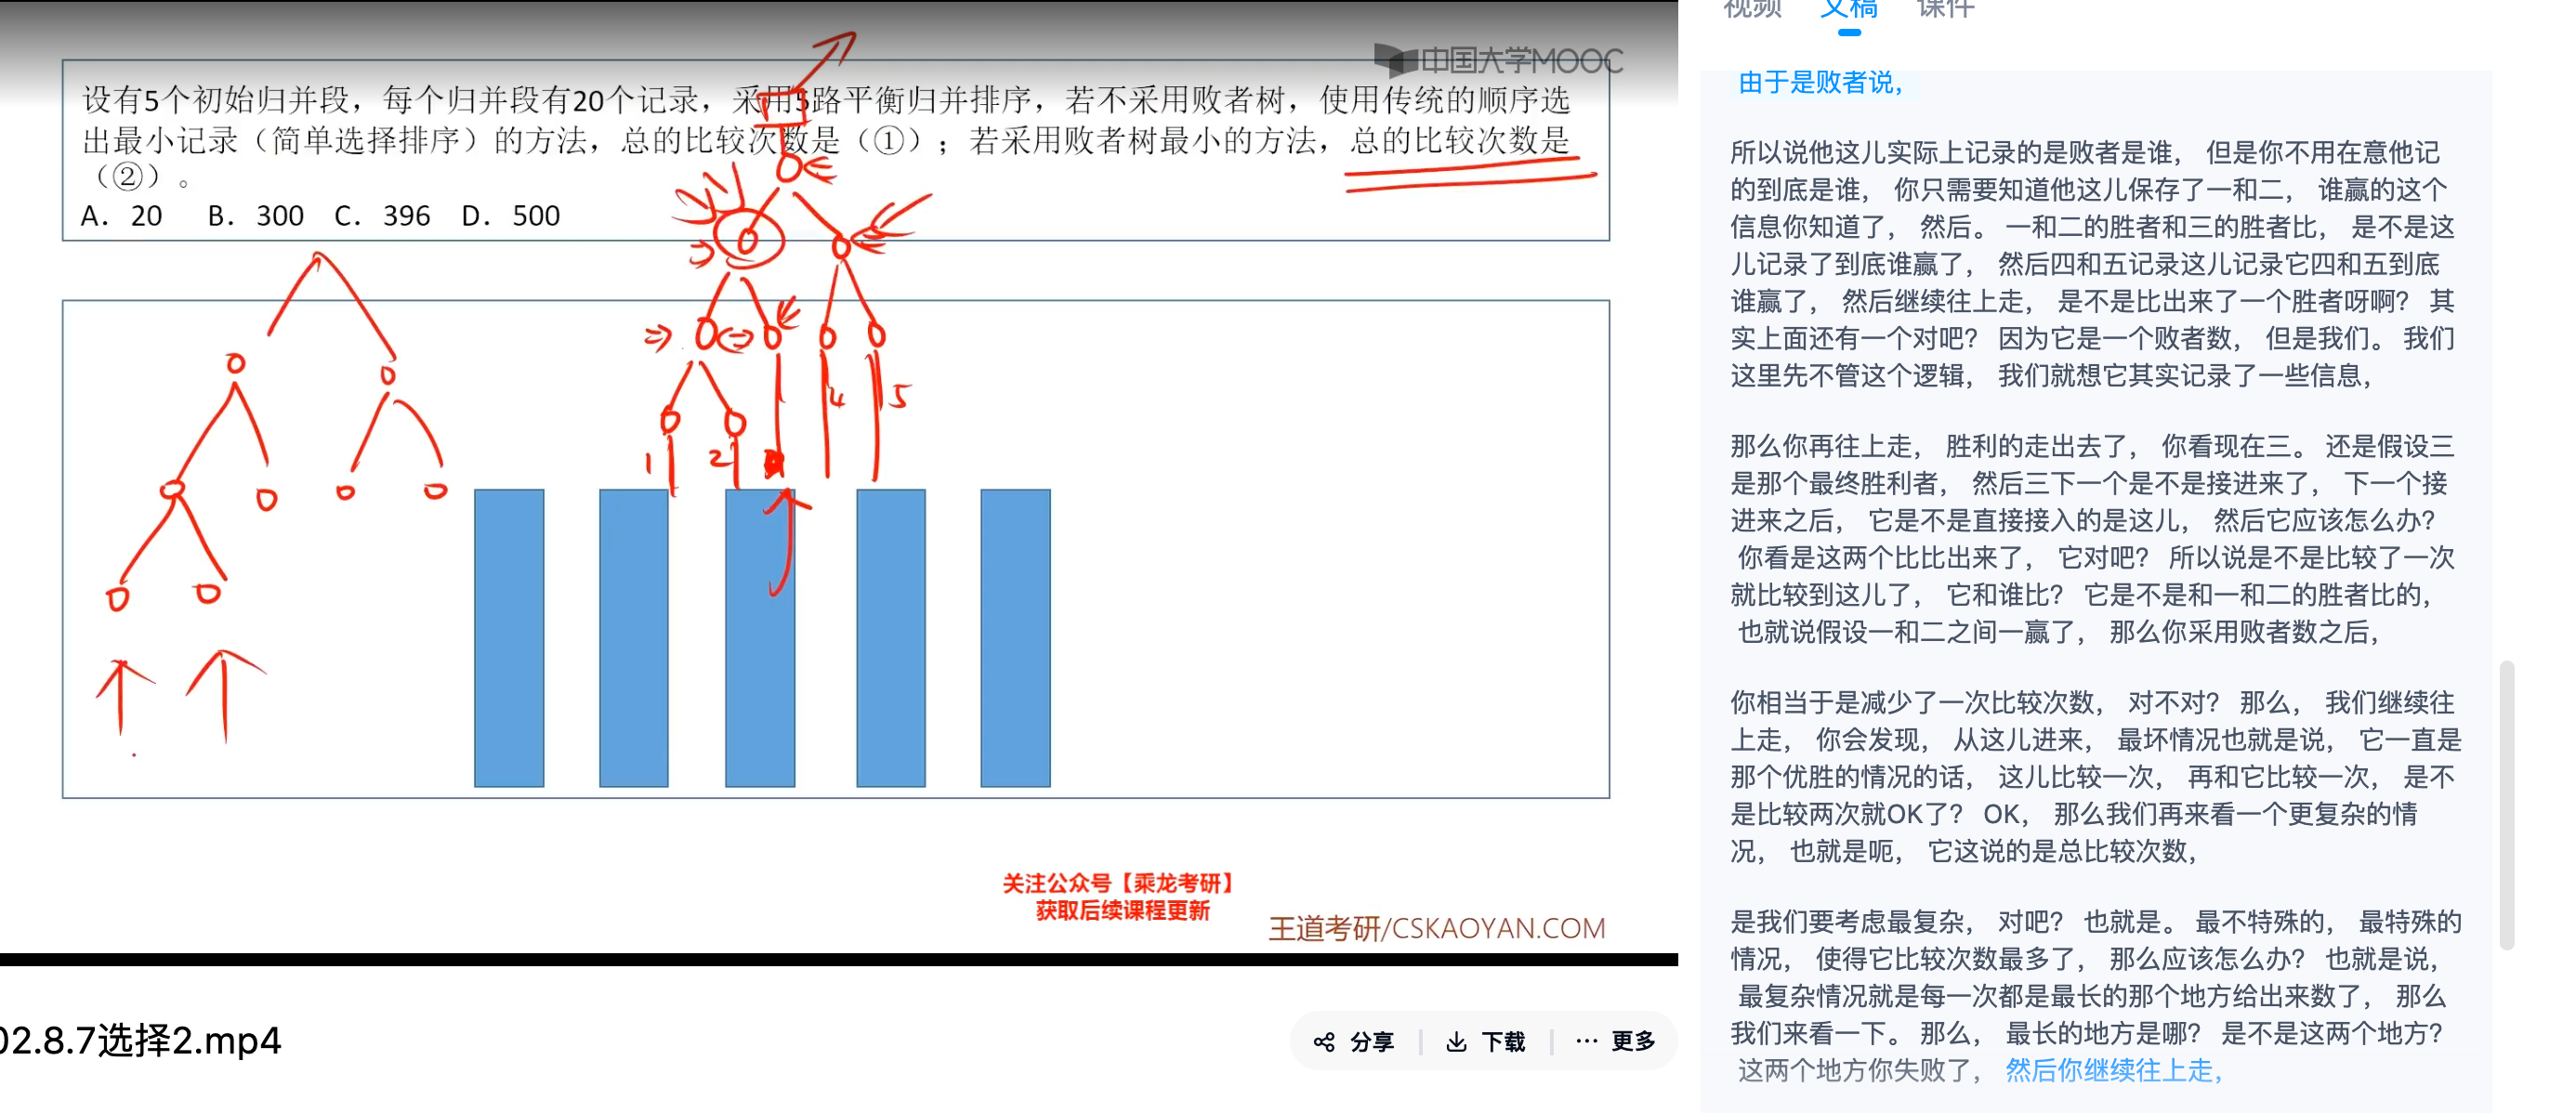 中国大学MOOC
设有5个初始归并段，每个归并段有20个记录，采用5路平衡归并排序，若不采用败者树，使用传统的顺序选
出最小记录（简单选择排序）的方法，总的比较次数是（①）；若采用败者树最小的方法，总的比较次数是
（②）。
A. 20 B. 300 C. 396 D. 500
1
2
4
5
关注公众号【乘龙考研】
获取后续课程更新
王道考研/CSKAOYAN.COM
02.8.7选择2.mp4
分享
下载
更多
视频 文稿 课件
由于是败者说，
所以说他这儿实际上记录的是败者是谁， 但是你不用在意他记
的到底是谁， 你只需要知道他这儿保存了一和二， 谁赢的这个
信息你知道了， 然后。 一和二的胜者和三的胜者比， 是不是这
儿记录了到底谁赢了， 然后四和五记录这儿记录它四和五到底
谁赢了， 然后继续往上走， 是不是比出来了一个胜者呀啊？ 其
实上面还有一个对吧？ 因为它是一个败者数， 但是我们。 我们
这里先不管这个逻辑， 我们就想它其实记录了一些信息，
那么你再往上走， 胜利的走出去了， 你看现在三。 还是假设三
是那个最终胜利者， 然后三下一个是不是接进来了， 下一个接
进来之后， 它是不是直接接入的是这儿， 然后它应该怎么办？
你看是这两个比比出来了， 它对吧？ 所以说是不是比较了一次
就比较到这儿了， 它和谁比？ 它是不是和一和二的胜者比的，
也就说假设一和二之间一赢了， 那么你采用败者数之后，
你相当于是减少了一次比较次数， 对不对？ 那么， 我们继续往
上走， 你会发现， 从这儿进来， 最坏情况也就是说， 它一直是
那个优胜的情况的话， 这儿比较一次， 再和它比较一次， 是不
是比较两次就OK了？ OK， 那么我们再来看一个更复杂的情
况， 也就是呃， 它这说的是总比较次数，
是我们要考虑最复杂， 对吧？ 也就是。 最不特殊的， 最特殊的
情况， 使得它比较次数最多了， 那么应该怎么办？ 也就是说，
最复杂情况就是每一次都是最长的那个地方给出来数了， 那么
我们来看一下。 那么， 最长的地方是哪？ 是不是这两个地方？
这两个地方你失败了， 然后你继续往上走，